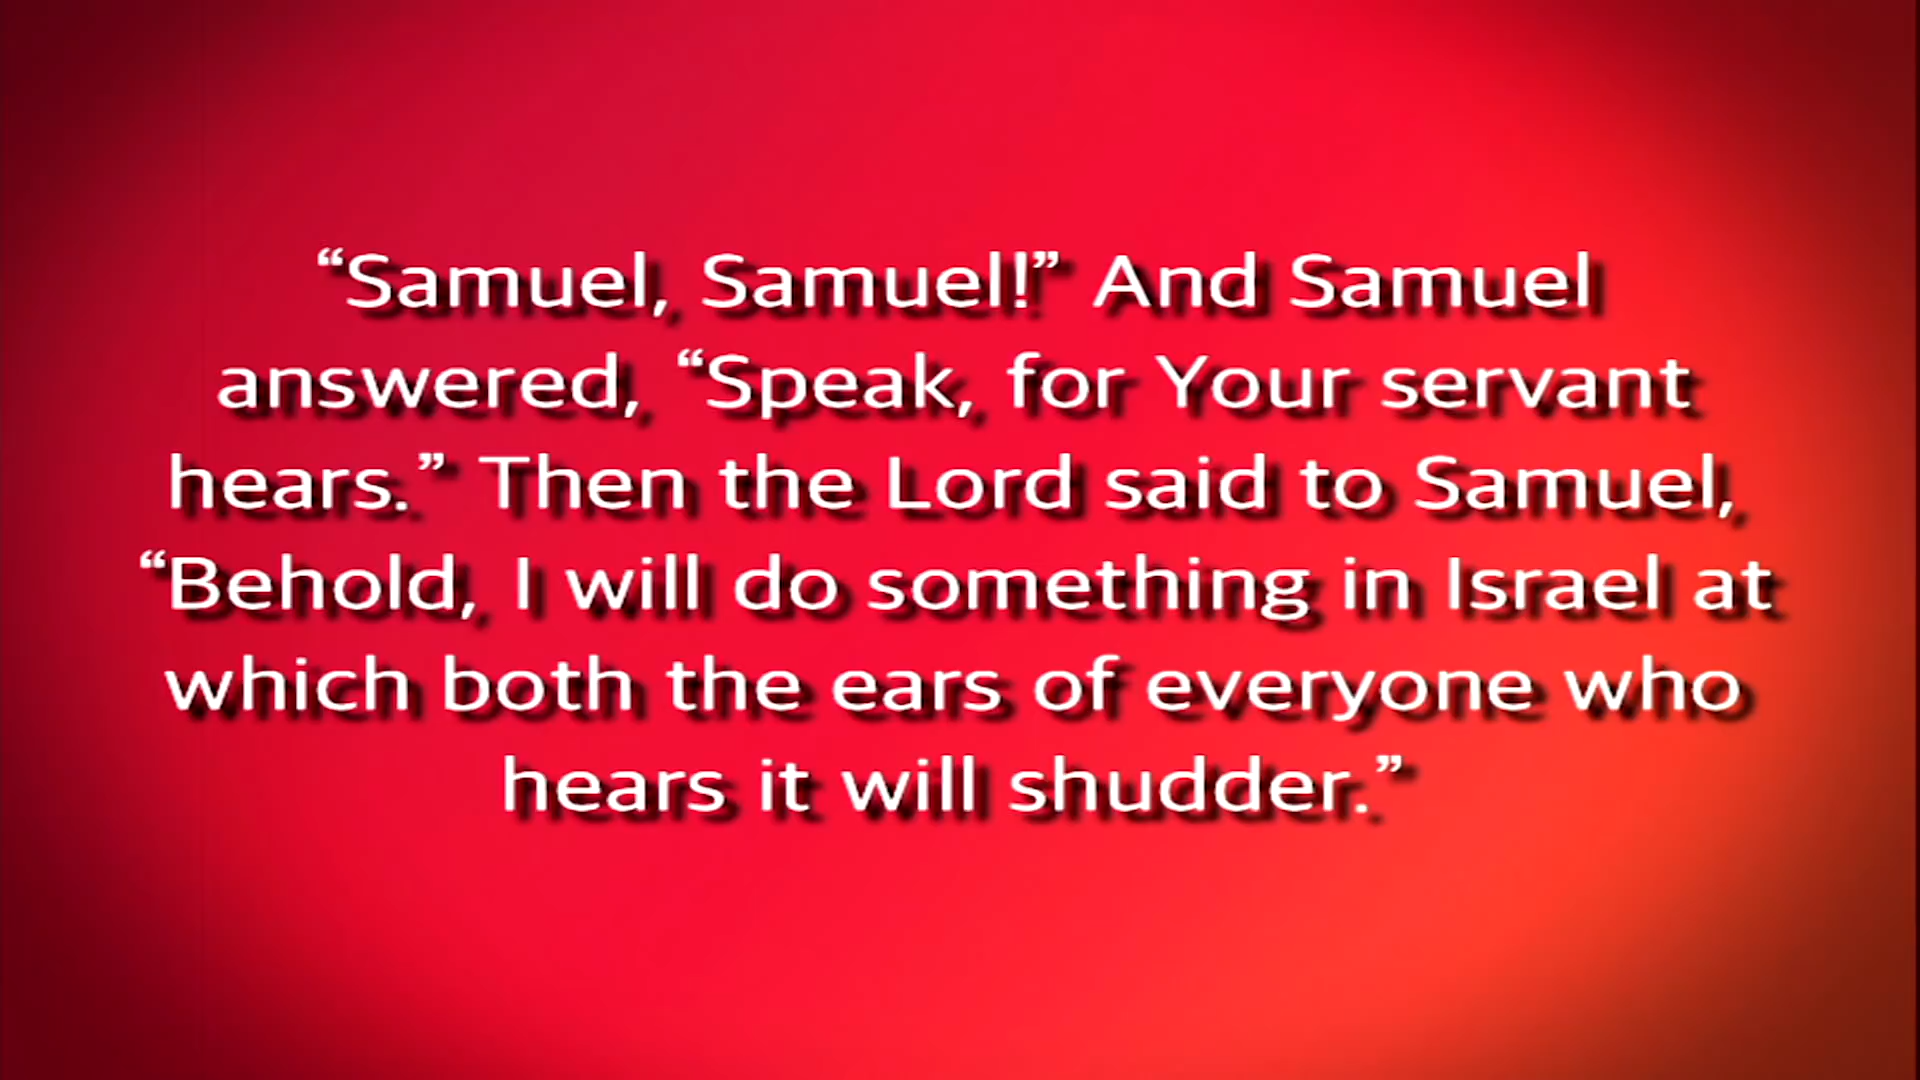 “Samuel, Samuel!” And Samuel
answered, “Speak, for Your servant
hears.” Then the Lord said to Samuel,
“Behold, I will do something in Israel at
which both the ears of everyone who
hears it will shudder.”